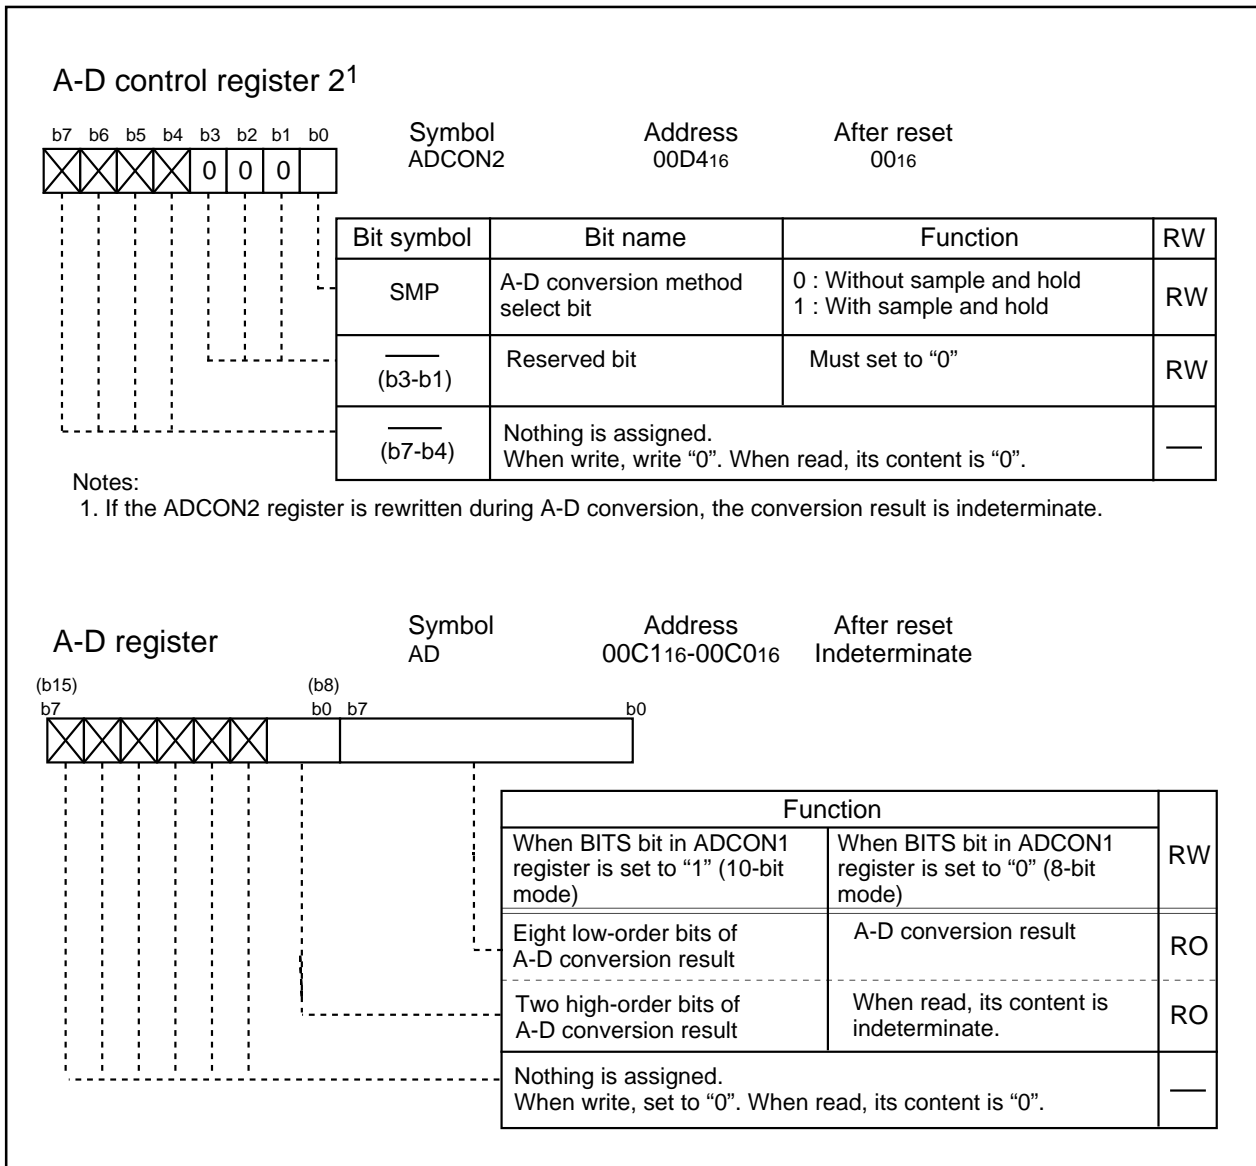 A-D control register 21
b7 b6 b5 b4 b3 b2 b1 b0
Symbol Address After reset
ADCON2 00D416 0016
0 0 0
Bit symbol Bit name Function RW
SMP
A-D conversion method
select bit
0 : Without sample and hold
1 : With sample and hold
RW
(b3-b1)
Reserved bit
Must set to “0”
RW
(b7-b4)
Nothing is assigned.
When write, write “0”. When read, its content is “0”.
Notes:
1. If the ADCON2 register is rewritten during A-D conversion, the conversion result is indeterminate.
A-D register
Symbol Address After reset
AD 00C116-00C016 Indeterminate
(b15) (b8)
b7 b0 b7 b0
Function
RW
When BITS bit in ADCON1
register is set to “1” (10-bit
mode)
When BITS bit in ADCON1
register is set to “0” (8-bit
mode)
Eight low-order bits of
A-D conversion result
A-D conversion result
RO
Two high-order bits of
A-D conversion result
When read, its content is
indeterminate.
RO
Nothing is assigned.
When write, set to “0”. When read, its content is “0”.